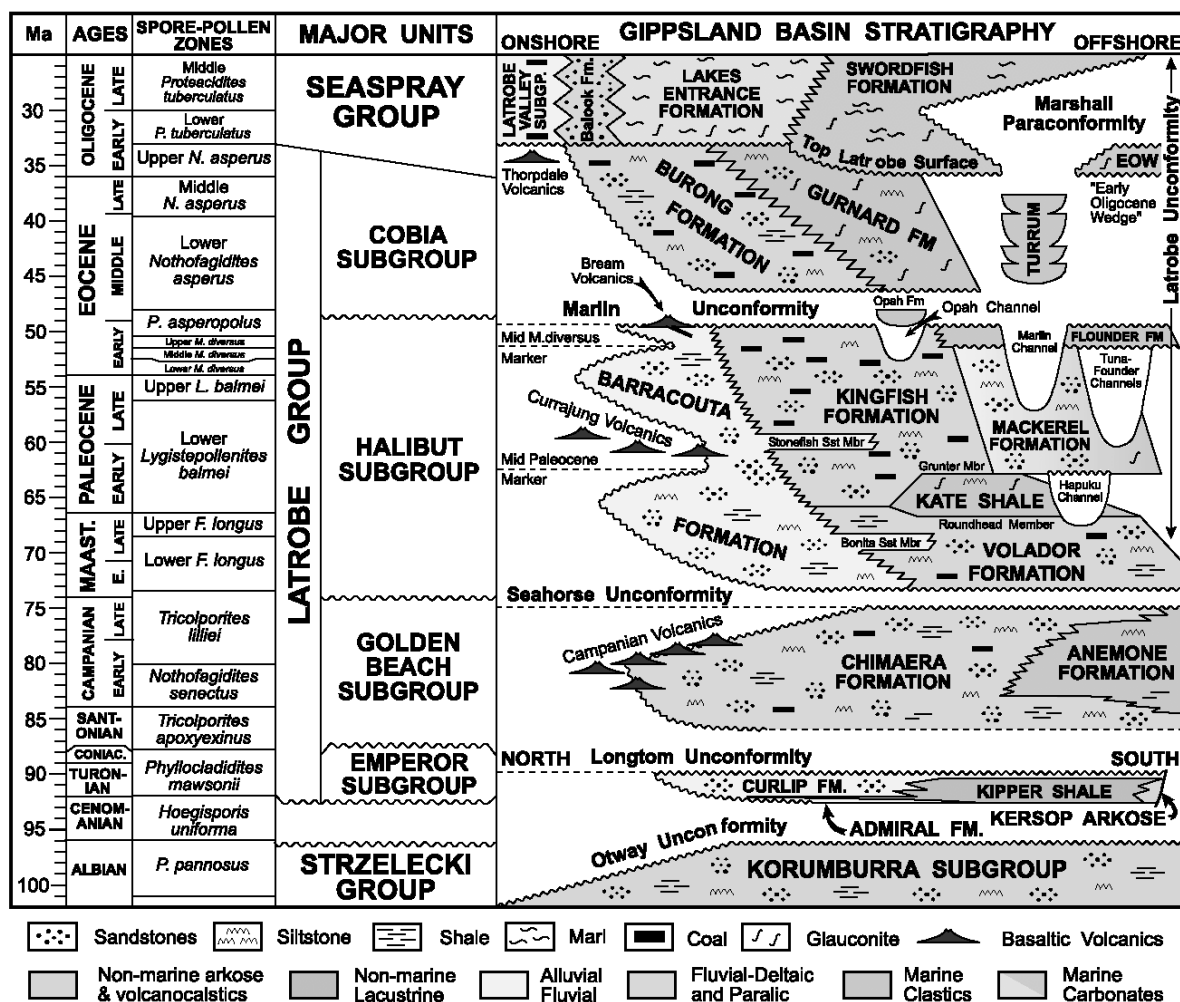 Ma
AGES
SPORE-POLLEN
ZONES
MAJOR UNITS
GIPPSLAND BASIN STRATIGRAPHY
ONSHORE
OFFSHORE
30
35
40
45
50
55
60
65
70
75
80
85
90
95
100
OLIGOCENE
LATE
EARLY
EOCENE
LATE
MIDDLE
EARLY
PALEOCENE
LATE
EARLY
MAAST.
LATE
E.
CAMPANIAN
LATE
EARLY
SANT-
ONIAN
CONIAC.
TURON-
IAN
CENOM-
ANIAN
ALBIAN
Middle
Proteacidites
tuberculatus
Lower
P. tuberculatus
Upper N. asperus
Middle
N. asperus
Lower
Nothofagidites
asperus
P. asperopolus
Upper M. diversus
Middle M. diversus
Lower M. diversus
Upper L. balmei
Lower
Lygistepollenites
balmei
Upper F. longus
Lower F. longus
Tricolporites
lilliei
Nothofagidites
senectus
Tricolporites
apoxyexinus
Phyllocladidites
mawsonii
Hoegisporis
uniforma
P. pannosus
SEASPRAY
GROUP
LATROBE GROUP
COBIA
SUBGROUP
HALIBUT
SUBGROUP
GOLDEN
BEACH
SUBGROUP
EMPEROR
SUBGROUP
STRZELECKI
GROUP
LATROBE
VALLEY
SUBGP.
Balook Fm.
LAKES
ENTRANCE
FORMATION
SWORDFISH
FORMATION
Marshall
Paraconformity
Latrobe Unconformity
Top Latrobe Surface
EOW
"Early
Oligocene
Wedge"
Thorpdale
Volcanics
BURONG
FORMATION
GURNARD FM
TURRUM
Bream
Volcanics
Marlin Unconformity
Opah Fm
Opah Channel
Mid M.diversus
Marker
Marlin
Channel
FLOUNDER FM
Tuna-
Founder
Channels
BARRACOUTA
FORMATION
KINGFISH
FORMATION
MACKEREL
FORMATION
Currajung Volcanics
Stonefish Sst Mbr
Mid Paleocene
Marker
Grunter Mbr
KATE SHALE
Hapuku
Channel
Roundhead Member
Bonita Sst Mbr
VOLADOR
FORMATION
Seahorse Unconformity
Campanian Volcanics
CHIMAERA
FORMATION
ANEMONE
FORMATION
NORTH
Longtom Unconformity
SOUTH
CURLIP FM.
KIPPER SHALE
ADMIRAL FM.
KERSOP ARKOSE
Otway Unconformity
KORUMBURRA SUBGROUP
Sandstones
Siltstone
Shale
Marl
Coal
Glauconite
Basaltic Volcanics
Non-marine arkose
& volcanocalstics
Non-marine
Lacustrine
Alluvial
Fluvial
Fluvial-Deltaic
and Paralic
Marine
Clastics
Marine
Carbonates